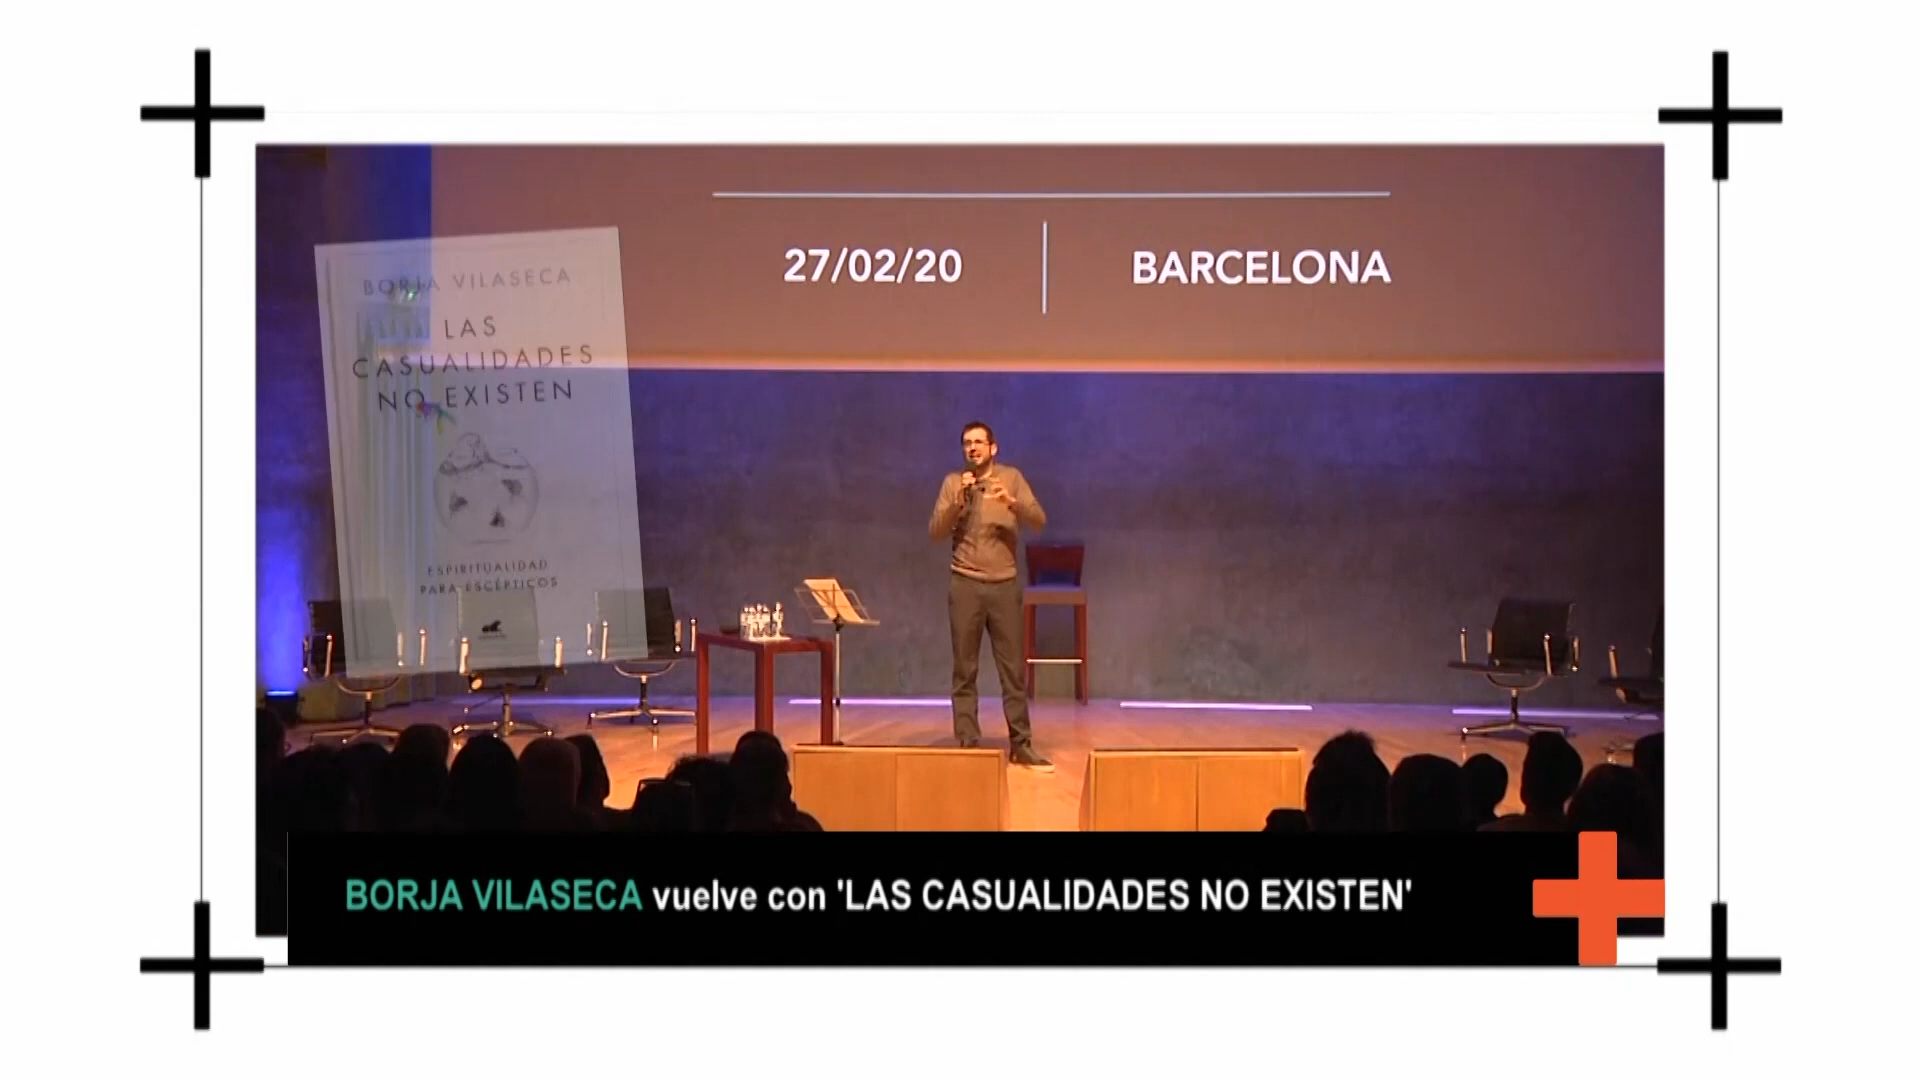 27/02/20
BARCELONA
BORJA VILASECA
LAS
CASUALIDADES
NO EXISTEN
ESPIRITUALIDAD
PARA ESCÉPTICOS
BORJA VILASECA vuelve con 'LAS CASUALIDADES NO EXISTEN'